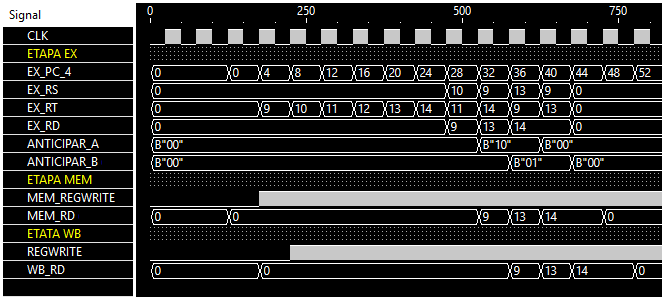 Signal 0 250 500 750
CLK
ETAPA EX
EX_PC_4 0 0 4 8 12 16 20 24 28 32 36 40 44 48 52
EX_RS 0 10 9 13 9 0
EX_RT 0 9 10 11 12 13 14 11 14 9 13 0
EX_RD 0 9 13 14 0
ANTICIPAR_A B"00" B"10" B"00"
ANTICIPAR_B B"00" B"01" B"00"
ETAPA MEM
MEM_REGWRITE
MEM_RD 0 0 9 13 14 0
ETATA WB
REGWRITE
WB_RD 0 0 9 13 14 0